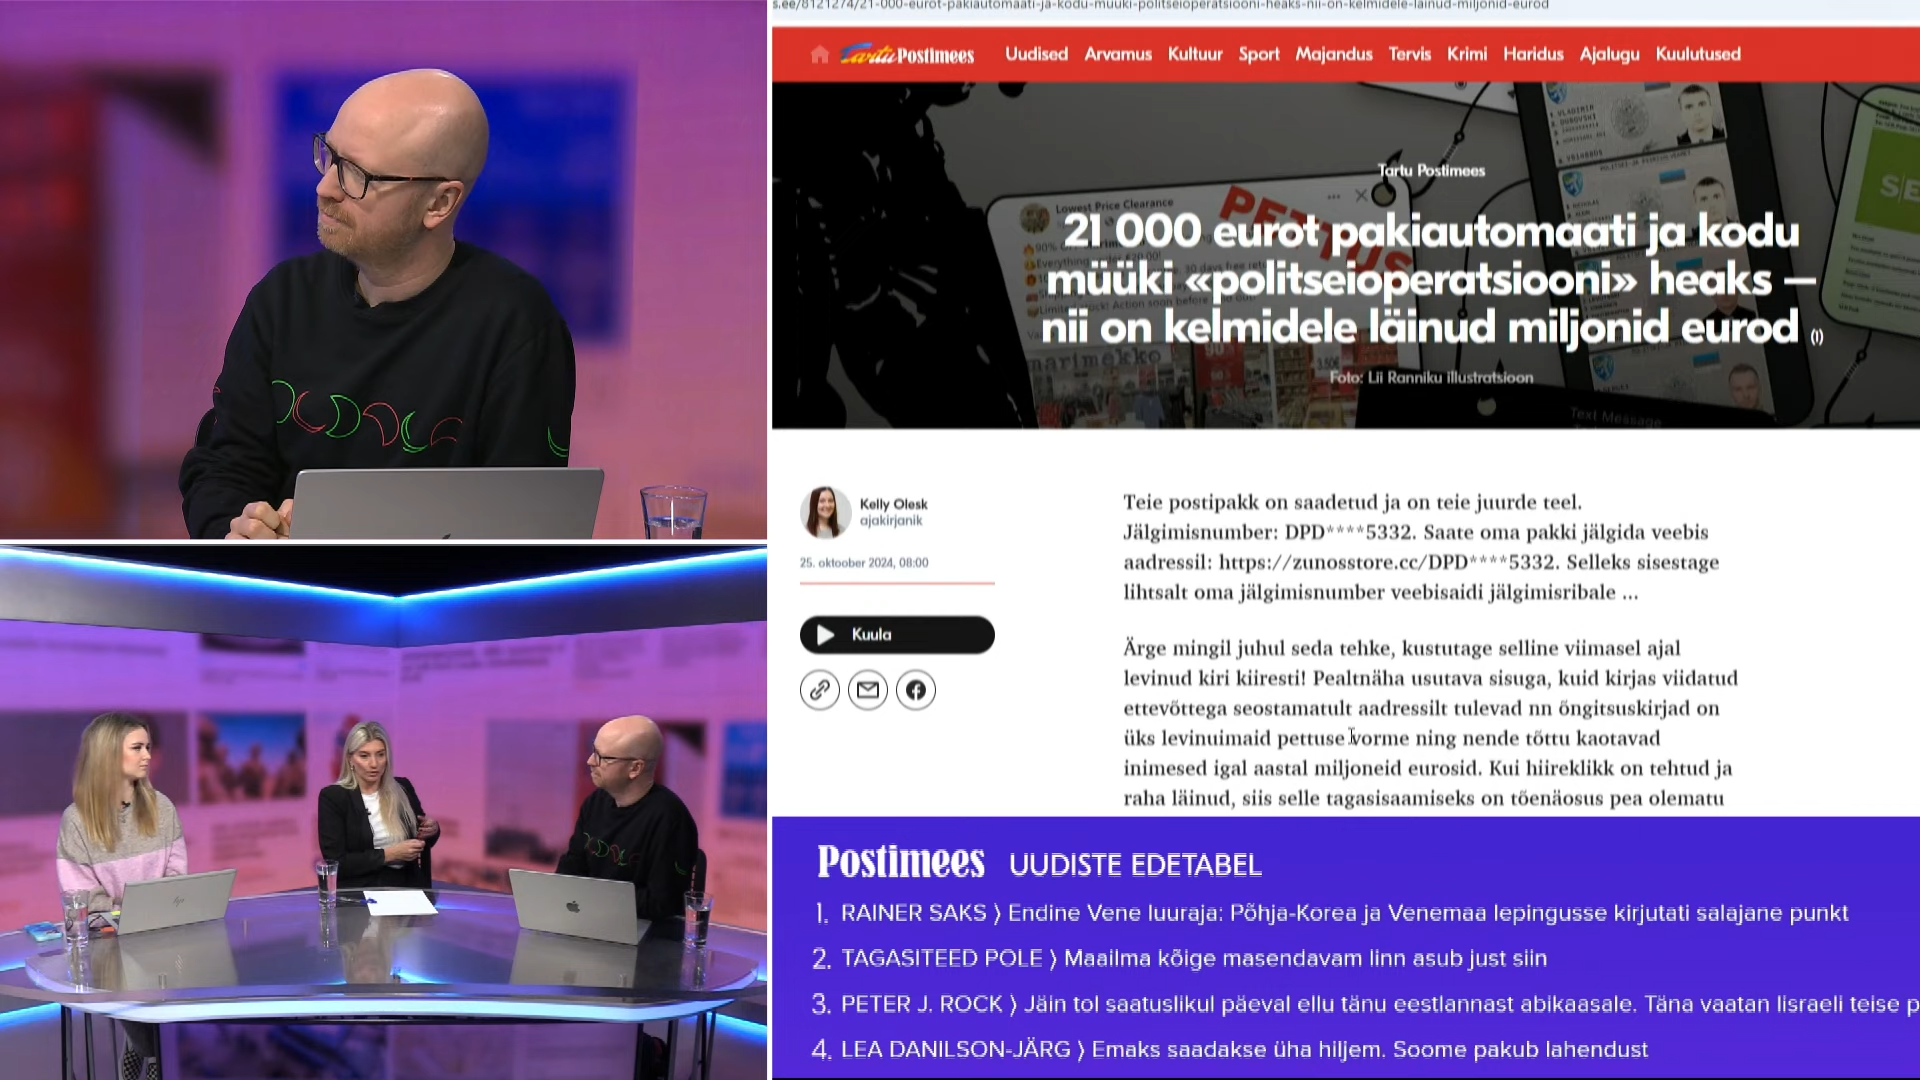 s.ee/8121274/21-000-eurot-pakiautomaati-ja-kodu-muuki-politseioperatsiooni-heaks-nii-on-kelmidele-lainud-miljonid-eurod
Tartu Postimees
Uudised Arvamus Kultuur Sport Majandus Tervis Krimi Haridus Ajalugu Kuulutused
Tartu Postimees
Lowest Price Clearance
PETTUS
21 000 eurot pakiautomaati ja kodu
müüki «politseioperatsiooni» heaks —
nii on kelmidele läinud miljonid eurod (1)
marimekko
Foto: Lii Ranniku illustratsioon
Text Message
Kelly Olesk
ajakirjanik
25. oktoober 2024, 08:00
Kuula
Teie postipakk on saadetud ja on teie juurde teel.
Jälgimisnumber: DPD****5332. Saate oma pakki jälgida veebis
aadressil: https://zunosstore.cc/DPD****5332. Selleks sisestage
lihtsalt oma jälgimisnumber veebisaidi jälgimisribale ...
Ärge mingil juhul seda tehke, kustutage selline viimasel ajal
levinud kiri kiiresti! Pealtnäha usutava sisuga, kuid kirjas viidatud
ettevõttega seostamatult aadressilt tulevad nn õngitsuskirjad on
üks levinuimaid pettuse vorme ning nende tõttu kaotavad
inimesed igal aastal miljoneid eurosid. Kui hiireklikk on tehtud ja
raha läinud, siis selle tagasisaamiseks on tõenäosus pea olematu
Postimees UUDISTE EDETABEL
1. RAINER SAKS ⟩ Endine Vene luuraja: Põhja-Korea ja Venemaa lepingusse kirjutati salajane punkt
2. TAGASITEED POLE ⟩ Maailma kõige masendavam linn asub just siin
3. PETER J. ROCK ⟩ Jäin tol saatuslikul päeval ellu tänu eestlannast abikaasale. Täna vaatan Iisraeli teise p
4. LEA DANILSON-JÄRG ⟩ Emaks saadakse üha hiljem. Soome pakub lahendust